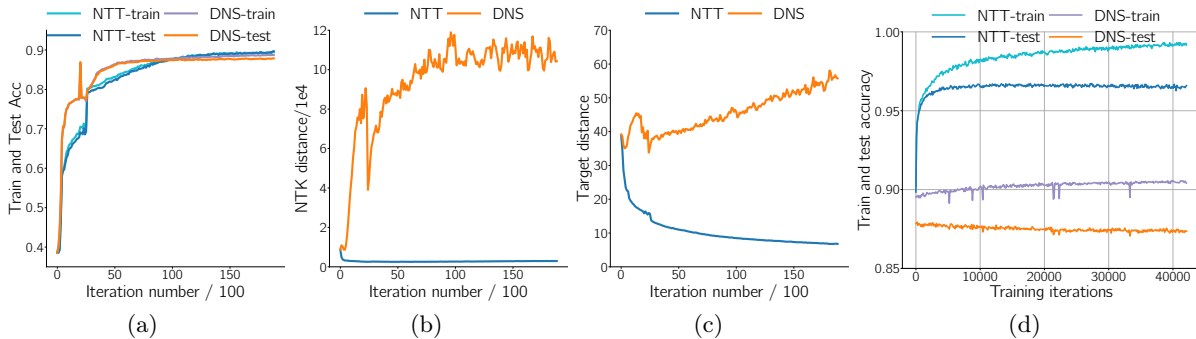 NTT-train DNS-train
NTT-test DNS-test
Train and Test Acc
0.9
0.8
0.7
0.6
0.5
0.4
0 50 100 150
Iteration number / 100
(a)
NTT DNS
NTK distance/1e4
12
10
8
6
4
2
0
0 50 100 150
Iteration number / 100
(b)
NTT DNS
Target distance
70
60
50
40
30
20
10
0
0 50 100 150
Iteration number / 100
(c)
NTT-train DNS-train
NTT-test DNS-test
Train and test accuracy
1.00
0.95
0.90
0.85
0 10000 20000 30000 40000
Training iterations
(d)